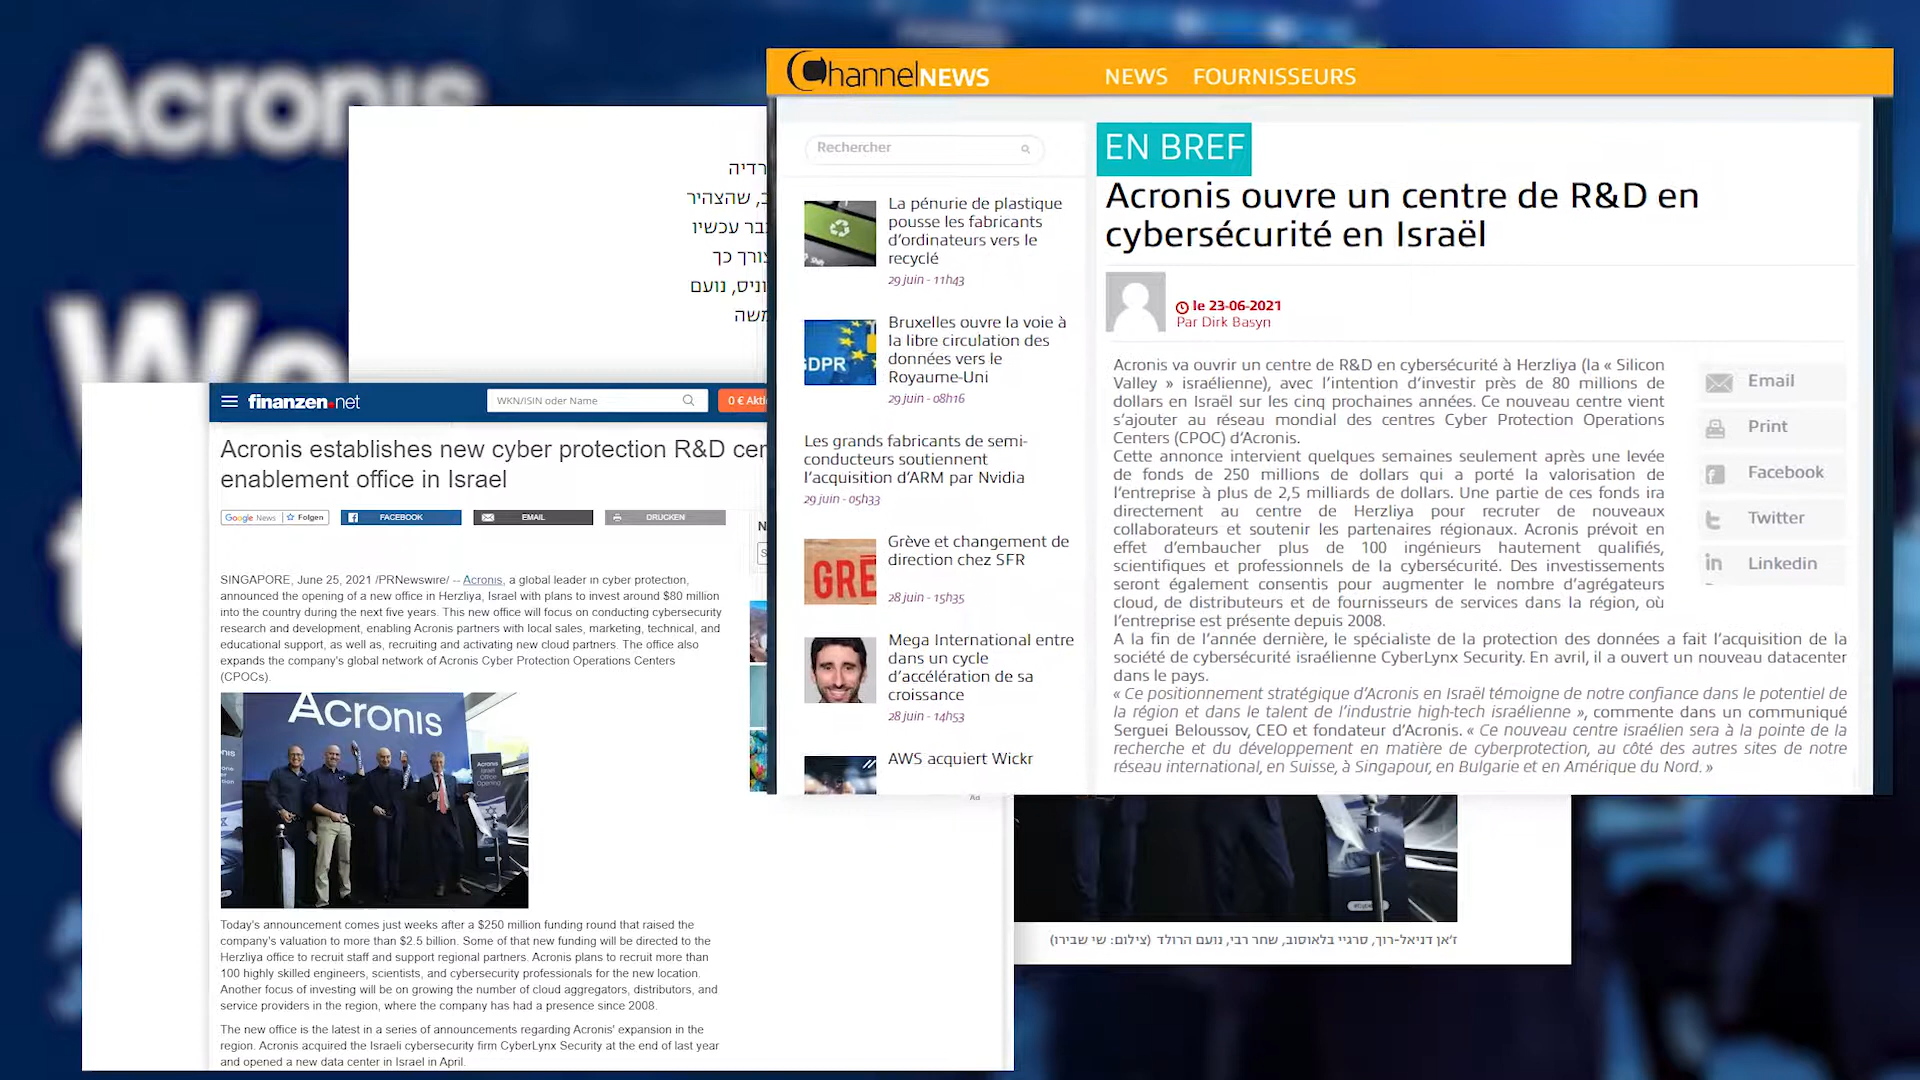 Acronis
רדיה
ב, שהצהיר
בר עכשיו
צורך כך
וניס, נועם
משה
finanzen.net
WKN/ISIN oder Name
0 € Akti
Acronis establishes new cyber protection R&D cer
enablement office in Israel
Google News Folgen
FACEBOOK
EMAIL
DRUCKEN
SINGAPORE, June 25, 2021 /PRNewswire/ -- Acronis, a global leader in cyber protection,
announced the opening of a new office in Herzliya, Israel with plans to invest around $80 million
into the country during the next five years. This new office will focus on conducting cybersecurity
research and development, enabling Acronis partners with local sales, marketing, technical, and
educational support, as well as, recruiting and activating new cloud partners. The office also
expands the company's global network of Acronis Cyber Protection Operations Centers
(CPOCs).
Acronis
Acronis
Israel
Office
Opening
Today's announcement comes just weeks after a $250 million funding round that raised the
company's valuation to more than $2.5 billion. Some of that new funding will be directed to the
Herzliya office to recruit staff and support regional partners. Acronis plans to recruit more than
100 highly skilled engineers, scientists, and cybersecurity professionals for the new location.
Another focus of investing will be on growing the number of cloud aggregators, distributors, and
service providers in the region, where the company has had a presence since 2008.
The new office is the latest in a series of announcements regarding Acronis' expansion in the
region. Acronis acquired the Israeli cybersecurity firm CyberLynx Security at the end of last year
and opened a new data center in Israel in April.
Ad
ChannelNEWS
NEWS FOURNISSEURS
Rechercher
La pénurie de plastique
pousse les fabricants
d'ordinateurs vers le
recyclé
29 juin - 11h43
GDPR
Bruxelles ouvre la voie à
la libre circulation des
données vers le
Royaume-Uni
29 juin - 08h16
Les grands fabricants de semi-
conducteurs soutiennent
l'acquisition d'ARM par Nvidia
29 juin - 05h33
GRE
Grève et changement de
direction chez SFR
28 juin - 15h35
Mega International entre
dans un cycle
d'accélération de sa
croissance
28 juin - 14h53
AWS acquiert Wickr
EN BREF
Acronis ouvre un centre de R&D en
cybersécurité en Israël
le 23-06-2021
Par Dirk Basyn
Acronis va ouvrir un centre de R&D en cybersécurité à Herzliya (la « Silicon
Valley » israélienne), avec l'intention d'investir près de 80 millions de
dollars en Israël sur les cinq prochaines années. Ce nouveau centre vient
s'ajouter au réseau mondial des centres Cyber Protection Operations
Centers (CPOC) d'Acronis.
Cette annonce intervient quelques semaines seulement après une levée
de fonds de 250 millions de dollars qui a porté la valorisation de
l'entreprise à plus de 2,5 milliards de dollars. Une partie de ces fonds ira
directement au centre de Herzliya pour recruter de nouveaux
collaborateurs et soutenir les partenaires régionaux. Acronis prévoit en
effet d'embaucher plus de 100 ingénieurs hautement qualifiés,
scientifiques et professionnels de la cybersécurité. Des investissements
seront également consentis pour augmenter le nombre d'agrégateurs
cloud, de distributeurs et de fournisseurs de services dans la région, où
l'entreprise est présente depuis 2008.
A la fin de l'année dernière, le spécialiste de la protection des données a fait l'acquisition de la
société de cybersécurité israélienne CyberLynx Security. En avril, il a ouvert un nouveau datacenter
dans le pays.
« Ce positionnement stratégique d'Acronis en Israël témoigne de notre confiance dans le potentiel de
la région et dans le talent de l'industrie high-tech israélienne », commente dans un communiqué
Serguei Beloussov, CEO et fondateur d'Acronis. « Ce nouveau centre israélien sera à la pointe de la
recherche et du développement en matière de cyberprotection, au côté des autres sites de notre
réseau international, en Suisse, à Singapour, en Bulgarie et en Amérique du Nord. »
Email
Print
Facebook
Twitter
Linkedin
ז'אן דניאל-רוך, סרגיי בלאוסוב, שחר רבי, נועם הרולד (צילום: שי שבירו)